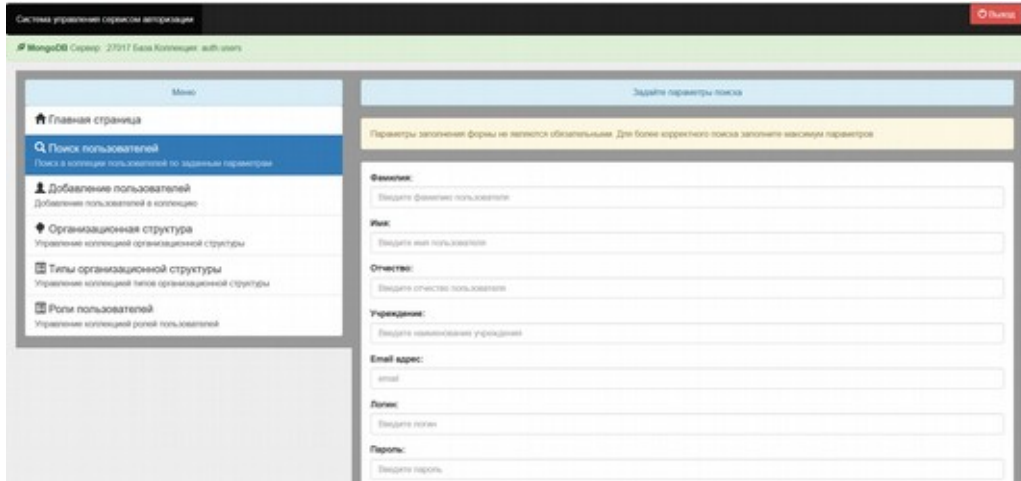 Система управления сервисом авторизации
Выход
MongoDB Сервер: 27017 База.Коллекция: auth.users
Меню
Главная страница
Поиск пользователей
Поиск в коллекции пользователей по заданным параметрам
Добавление пользователей
Добавление пользователей в коллекцию
Организационная структура
Управление коллекцией организационной структуры
Типы организационной структуры
Управление коллекцией типов организационной структуры
Роли пользователей
Управление коллекцией ролей пользователей
Задайте параметры поиска
Параметры заполнения формы не являются обязательными. Для более корректного поиска заполните максимум параметров
Фамилия:
Введите фамилию пользователя
Имя:
Введите имя пользователя
Отчество:
Введите отчество пользователя
Учреждение:
Введите наименование учреждения
Email адрес:
email
Логин:
Введите логин
Пароль:
Введите пароль